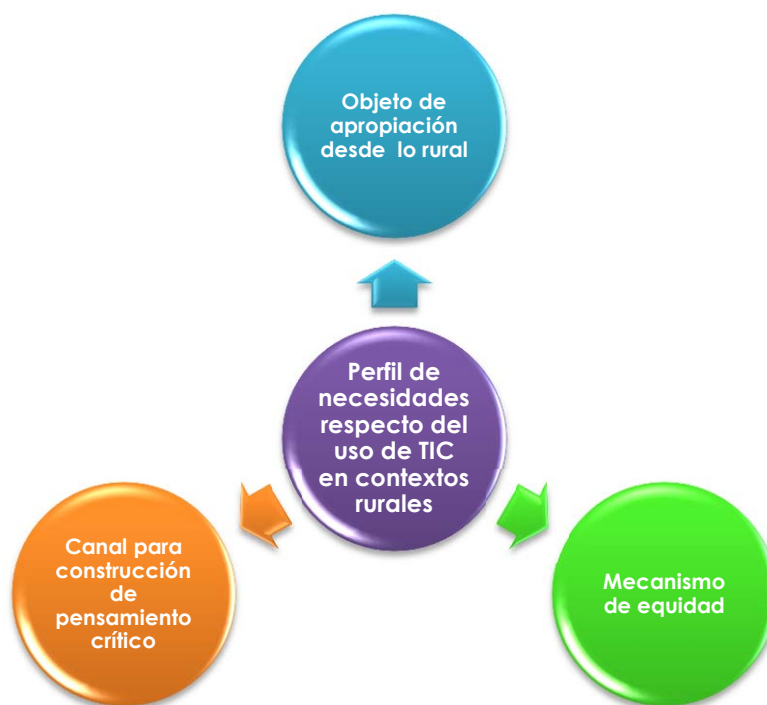 Objeto de
apropiación
desde lo rural
Perfil de
necesidades
respecto del
uso de TIC
en contextos
rurales
Canal para
construcción
de
pensamiento
crítico
Mecanismo
de equidad